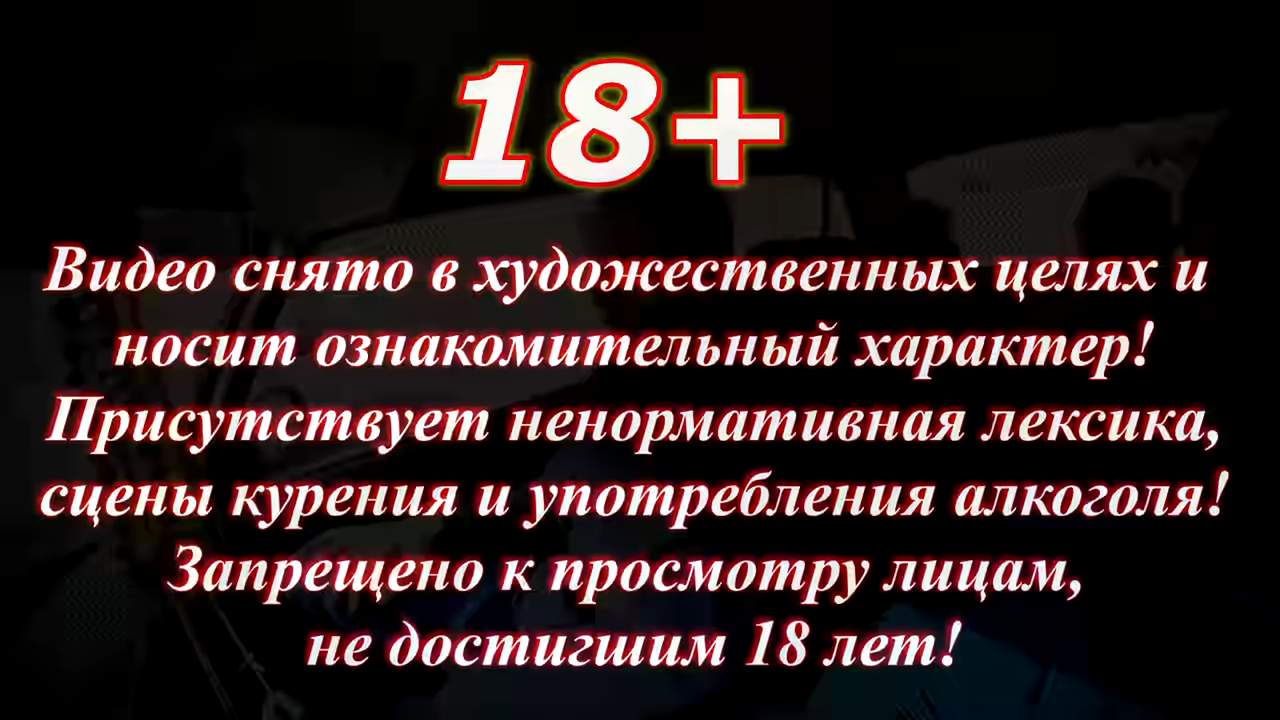 18+
Видео снято в художественных целях и
носит ознакомительный характер!
Присутствует ненормативная лексика,
сцены курения и употребления алкоголя!
Запрещено к просмотру лицам,
не достигшим 18 лет!